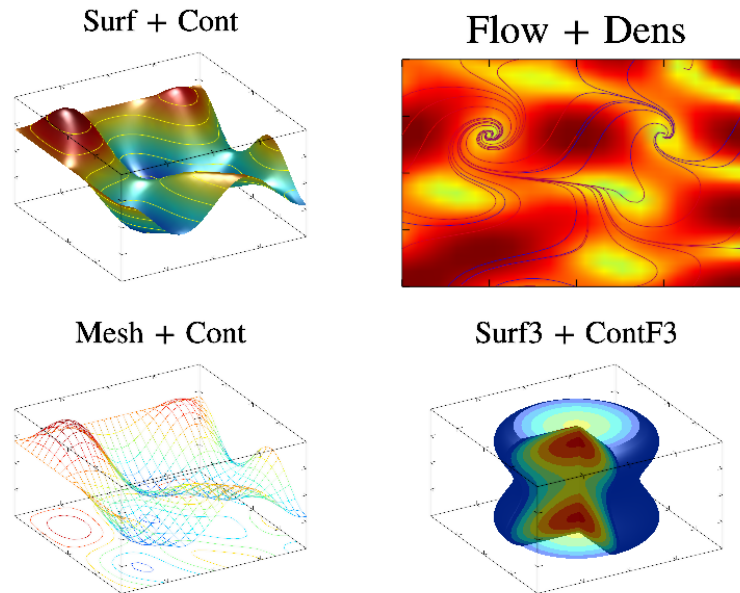 Surf + Cont
Flow + Dens
Mesh + Cont
Surf3 + ContF3